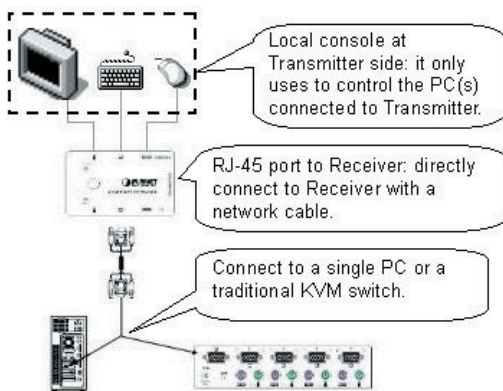 Local console at
Transmitter side: it only
uses to control the PC(s)
connected to Transmitter.
RJ-45 port to Receiver: directly
connect to Receiver with a
network cable.
Connect to a single PC or a
traditional KVM switch.